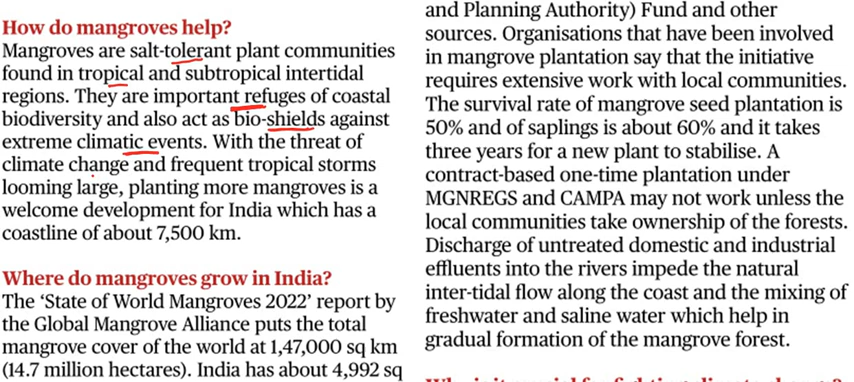 How do mangroves help?
Mangroves are salt-tolerant plant communities
found in tropical and subtropical intertidal
regions. They are important refuges of coastal
biodiversity and also act as bio-shields against
extreme climatic events. With the threat of
climate change and frequent tropical storms
looming large, planting more mangroves is a
welcome development for India which has a
coastline of about 7,500 km.
Where do mangroves grow in India?
The ‘State of World Mangroves 2022’ report by
the Global Mangrove Alliance puts the total
mangrove cover of the world at 1,47,000 sq km
(14.7 million hectares). India has about 4,992 sq
and Planning Authority) Fund and other
sources. Organisations that have been involved
in mangrove plantation say that the initiative
requires extensive work with local communities.
The survival rate of mangrove seed plantation is
50% and of saplings is about 60% and it takes
three years for a new plant to stabilise. A
contract-based one-time plantation under
MGNREGS and CAMPA may not work unless the
local communities take ownership of the forests.
Discharge of untreated domestic and industrial
effluents into the rivers impede the natural
inter-tidal flow along the coast and the mixing of
freshwater and saline water which help in
gradual formation of the mangrove forest.